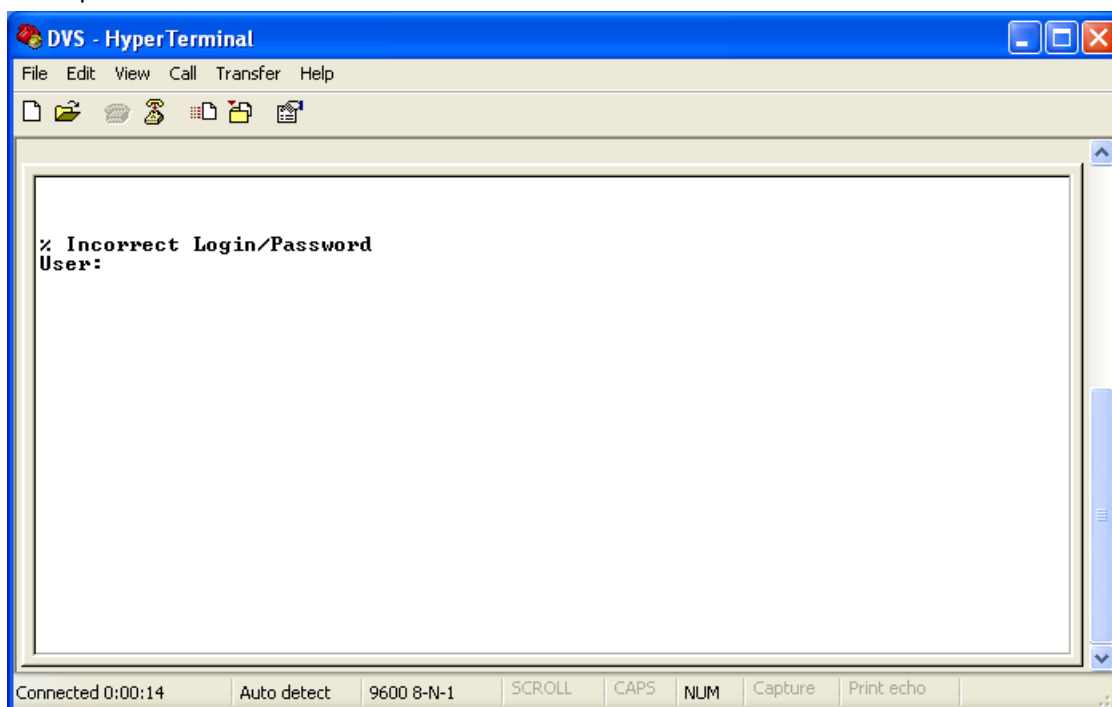 DVS - HyperTerminal
File Edit View Call Transfer Help
% Incorrect Login/Password
User:
Connected 0:00:14 Auto detect 9600 8-N-1 SCROLL CAPS NUM Capture Print echo